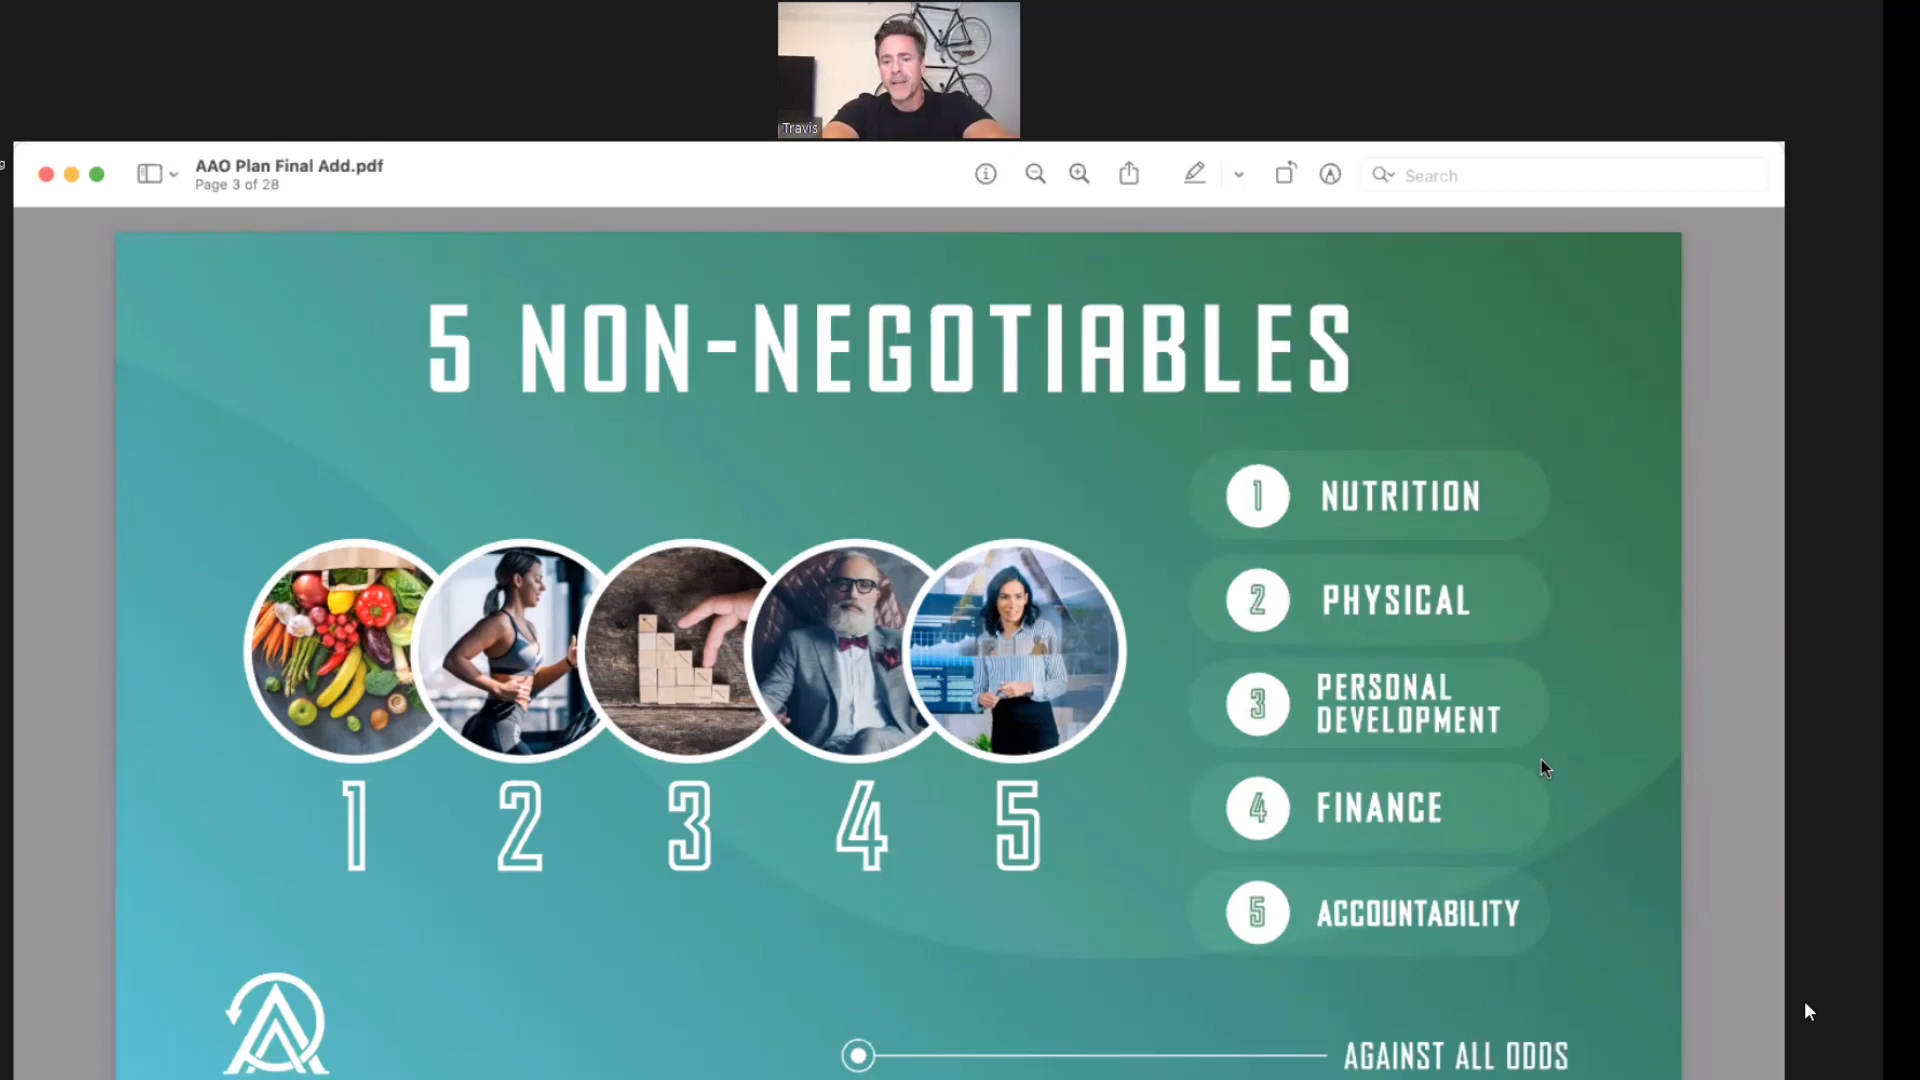 Travis
g
AAO Plan Final Add.pdf
Page 3 of 28
Search
5 NON-NEGOTIABLES
1 NUTRITION
2 PHYSICAL
3 PERSONAL
DEVELOPMENT
4 FINANCE
5 ACCOUNTABILITY
1 2 3 4 5
AGAINST ALL ODDS